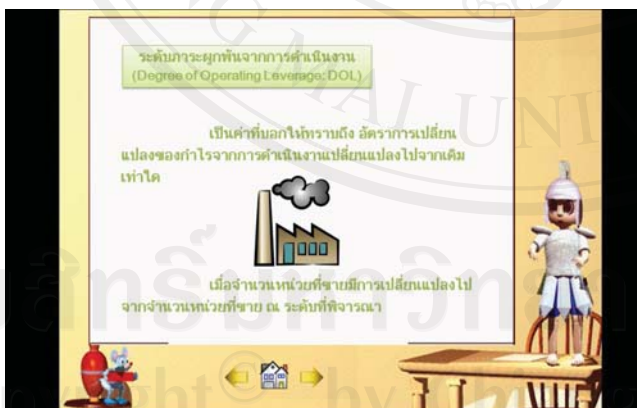 ระดับภาระผูกพันจากการดำเนินงาน
(Degree of Operating Leverage: DOL)
เป็นค่าที่บอกให้ทราบถึง อัตราการเปลี่ยน
แปลงของกำไรจากการดำเนินงานเปลี่ยนแปลงไปจากเดิม
เท่าใด
เมื่อจำนวนหน่วยที่ขายมีการเปลี่ยนแปลงไป
จากจำนวนหน่วยที่ขาย ณ ระดับที่พิจารณา